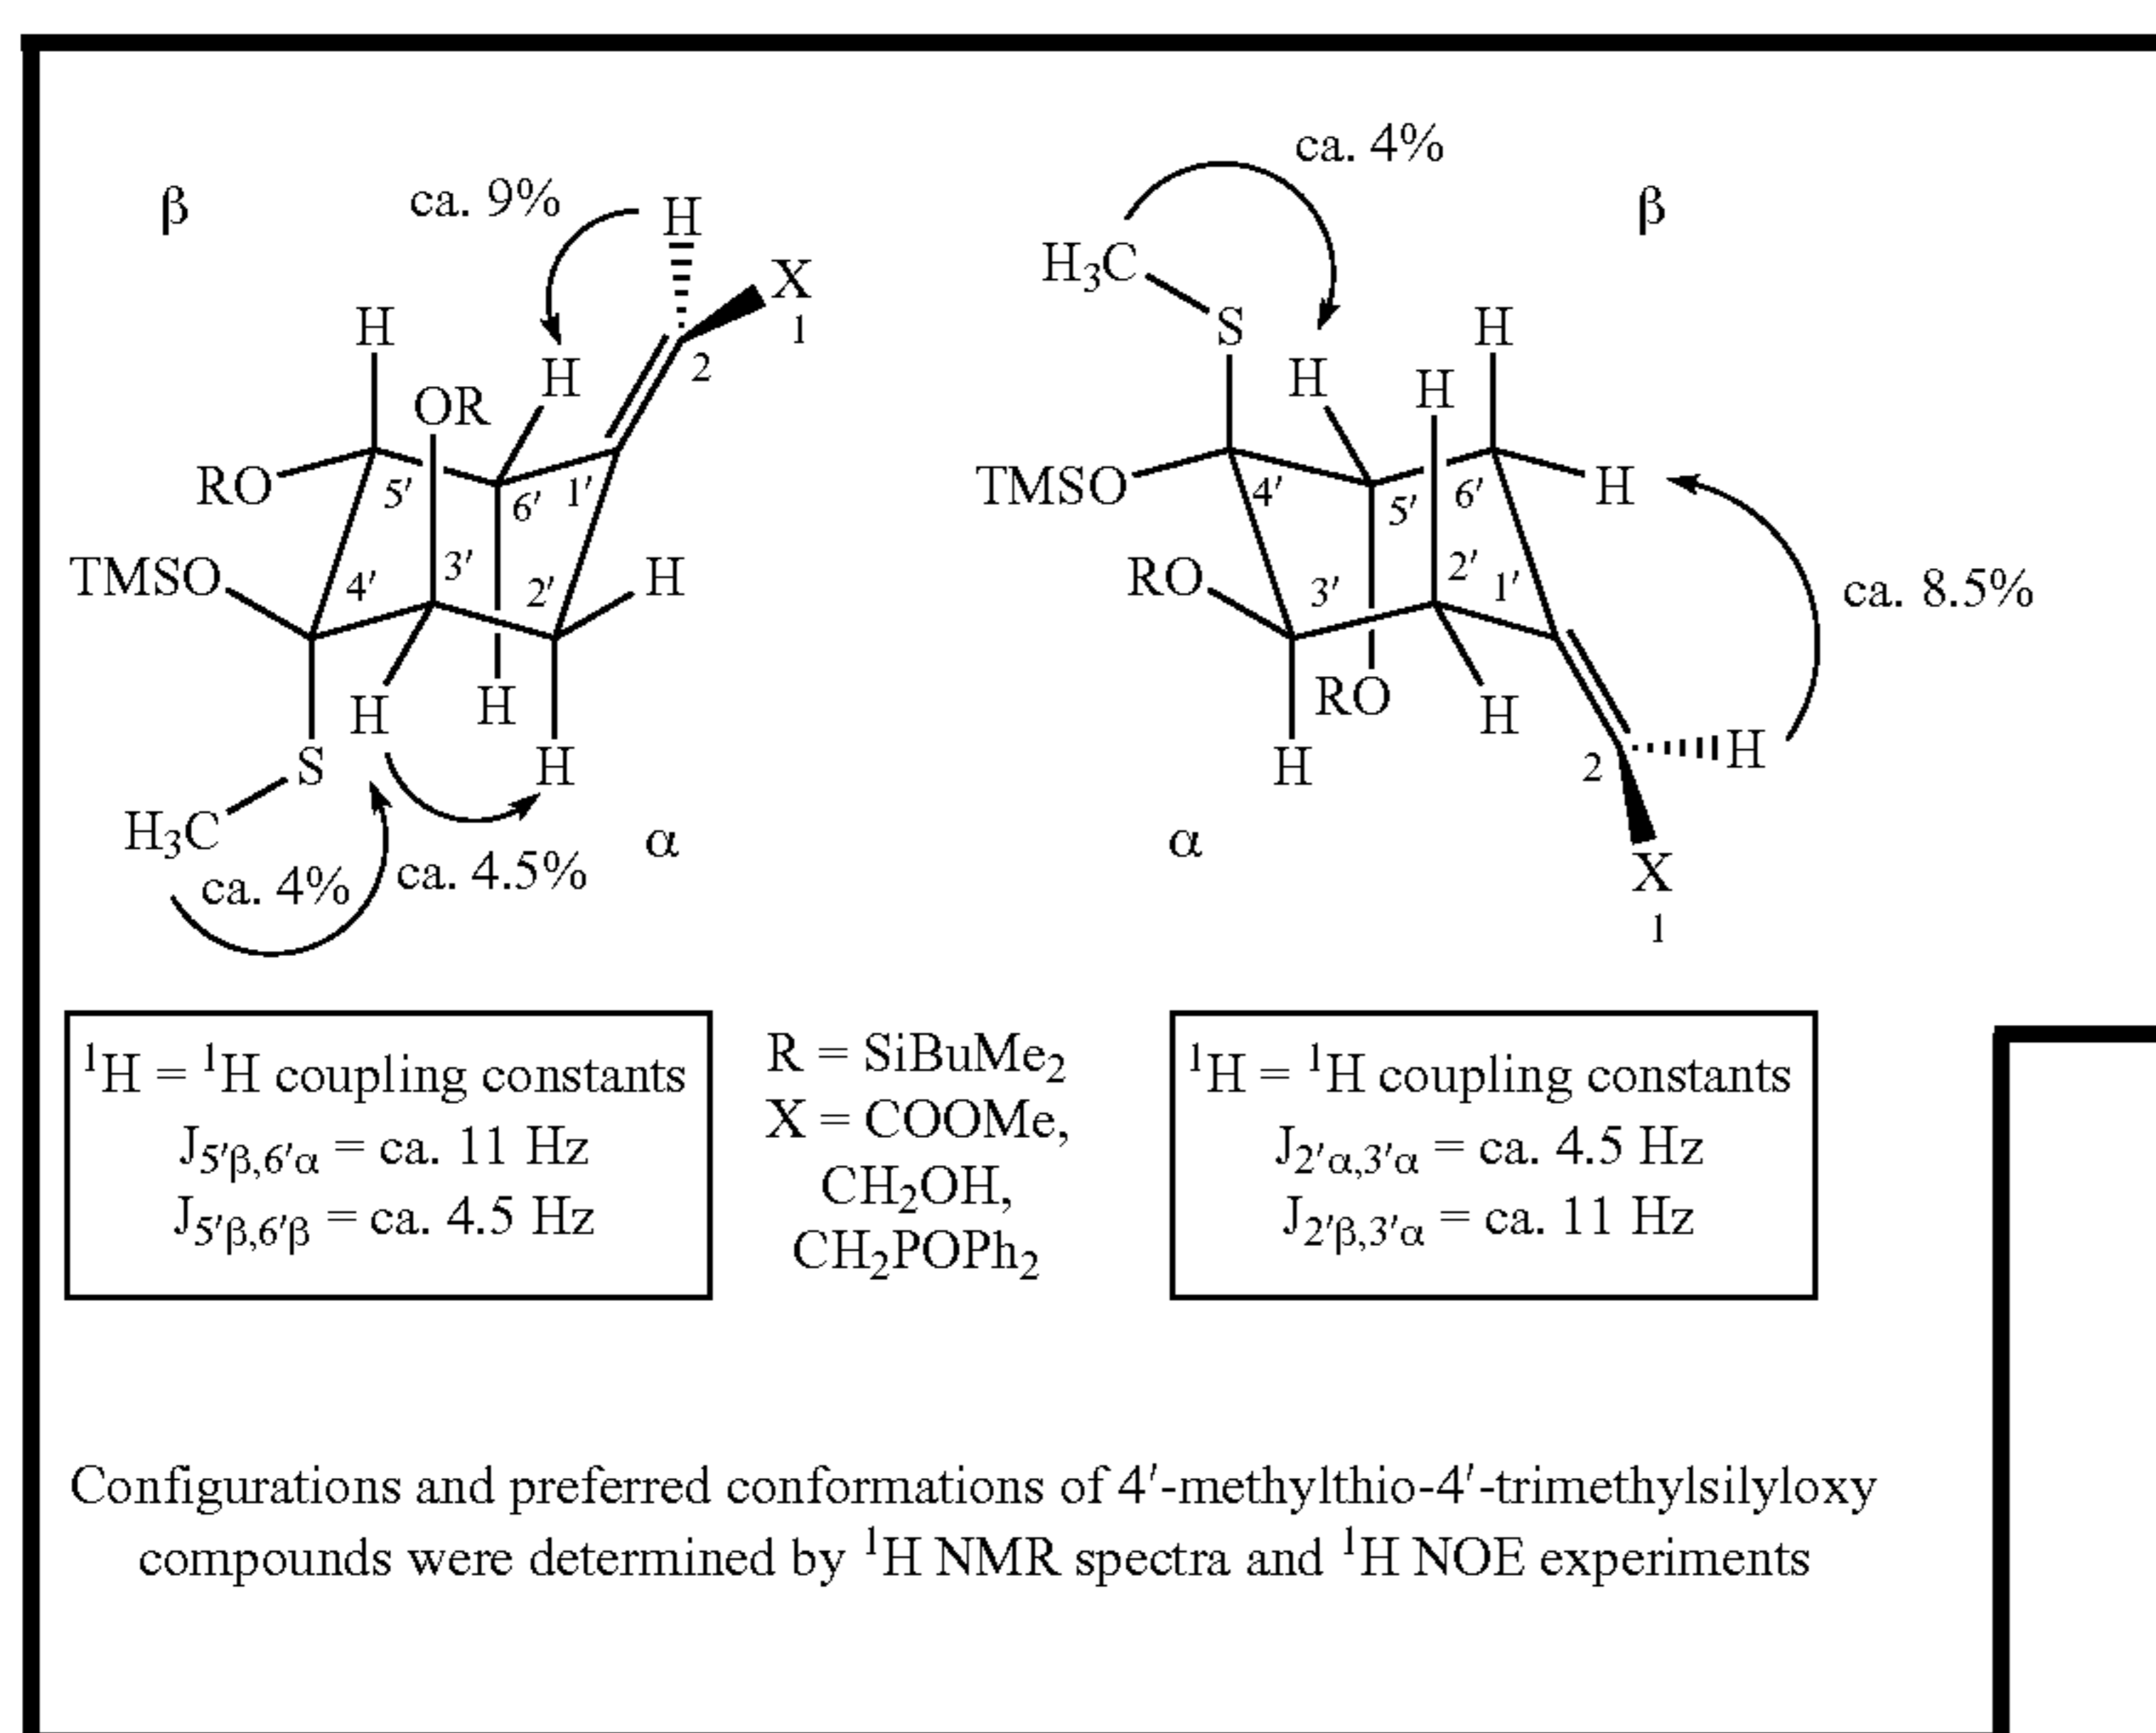 β
ca. 9%
H
X
1
2
H
H
OR
RO
5'
6'
1'
TMSO
4'
3'
2'
H
H
H
H
S
H₃C
ca. 4%
ca. 4.5%
α
ca. 4%
β
H₃C
S
H
H
H
TMSO
4'
5'
6'
H
RO
3'
2'
1'
ca. 8.5%
RO
H
H
2
H
α
X
1
¹H = ¹H coupling constants
J₅'β,₆'α = ca. 11 Hz
J₅'β,₆'β = ca. 4.5 Hz
R = SiBuMe₂
X = COOMe,
CH₂OH,
CH₂POPh₂
¹H = ¹H coupling constants
J₂'α,₃'α = ca. 4.5 Hz
J₂'β,₃'α = ca. 11 Hz
Configurations and preferred conformations of 4'-methylthio-4'-trimethylsilyloxy
compounds were determined by ¹H NMR spectra and ¹H NOE experiments